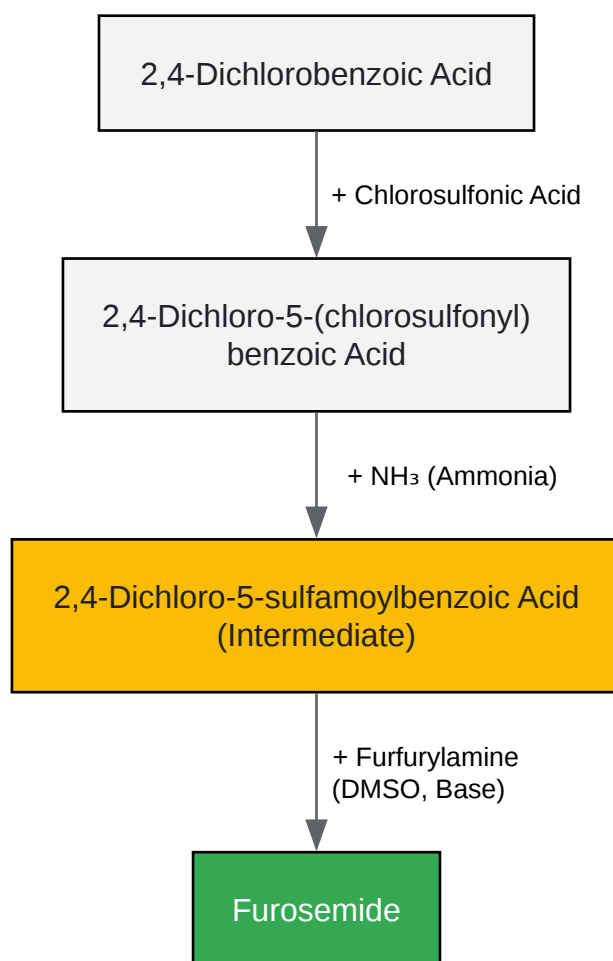 2,4-Dichlorobenzoic Acid
+ Chlorosulfonic Acid
2,4-Dichloro-5-(chlorosulfonyl)
benzoic Acid
+ NH₃ (Ammonia)
2,4-Dichloro-5-sulfamoylbenzoic Acid
(Intermediate)
+ Furfurylamine
(DMSO, Base)
Furosemide